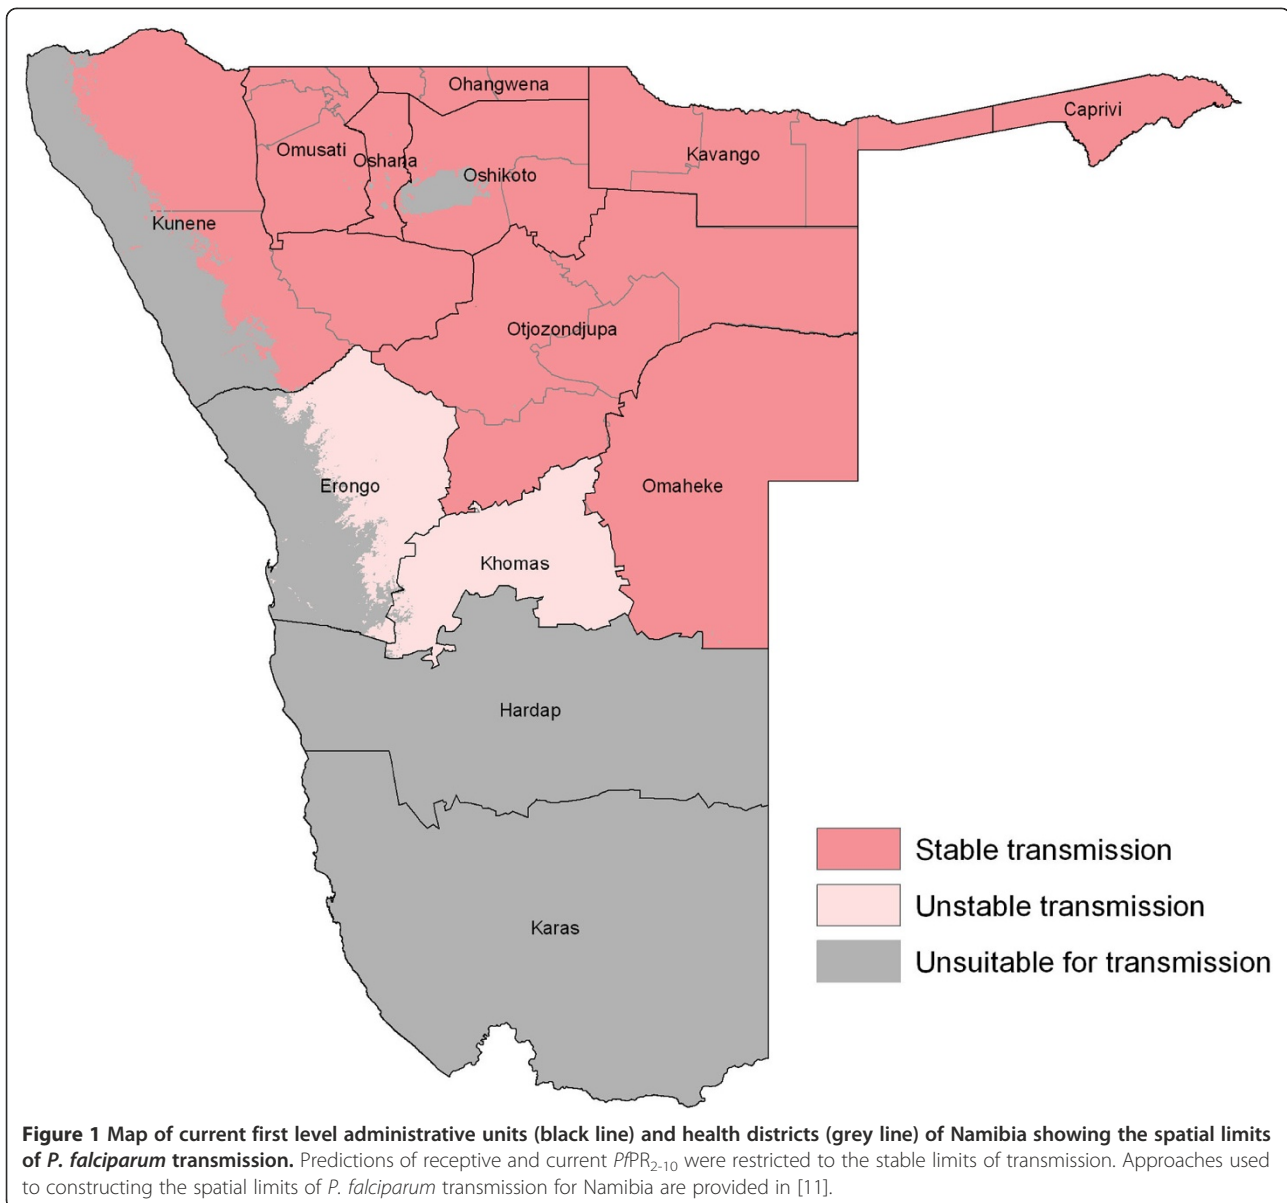 Ohangwena
Caprivi
Omusati
Oshana
Kavango
Oshikoto
Kunene
Otjozondjupa
Erongo
Omaheke
Khomas
Hardap
Karas
Stable transmission
Unstable transmission
Unsuitable for transmission
Figure 1 Map of current first level administrative units (black line) and health districts (grey line) of Namibia showing the spatial limits
of P. falciparum transmission. Predictions of receptive and current PfPR2-10 were restricted to the stable limits of transmission. Approaches used
to constructing the spatial limits of P. falciparum transmission for Namibia are provided in [11].